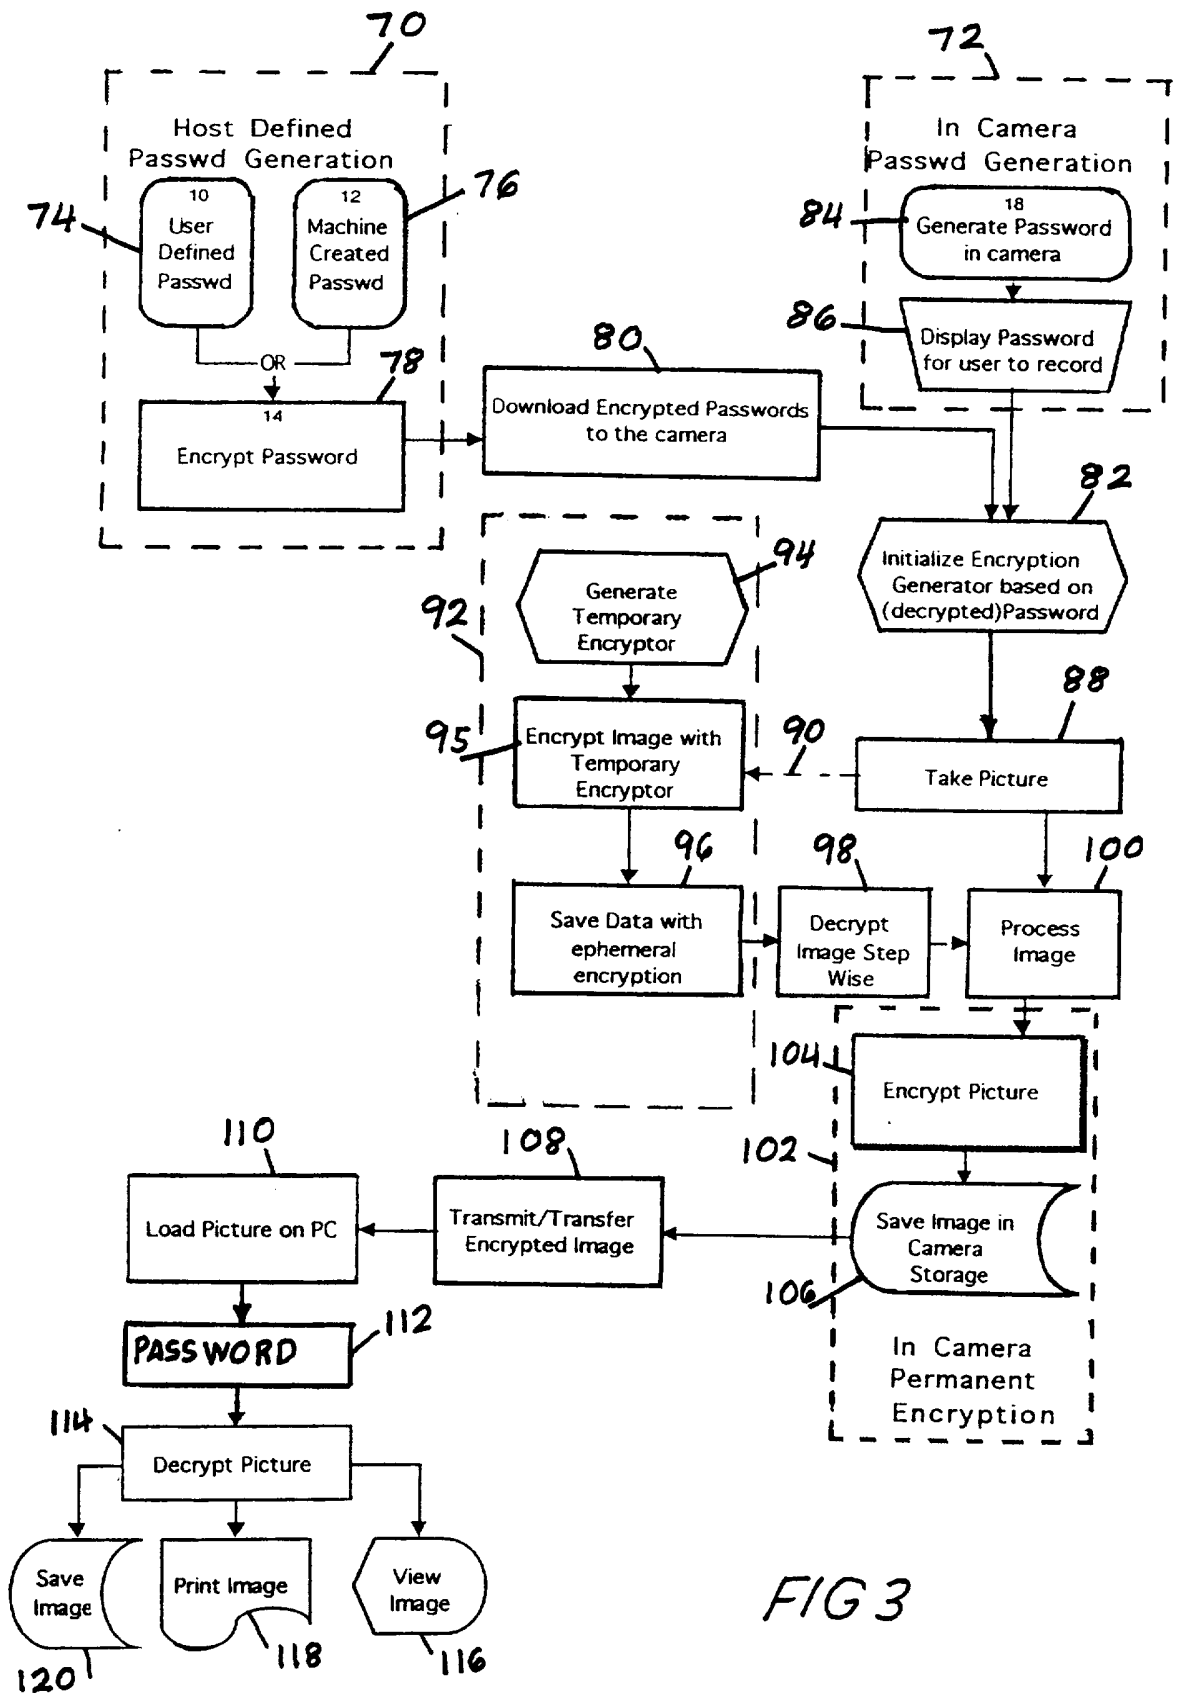 70
72
Host Defined
Passwd Generation
In Camera
Passwd Generation
74
10
User
Defined
Passwd
12
Machine
Created
Passwd
76
84
18
Generate Password
in camera
86
Display Password
for user to record
OR
78
14
Encrypt Password
80
Download Encrypted Passwords
to the camera
82
Initialize Encryption
Generator based on
(decrypted)Password
92
94
Generate
Temporary
Encryptor
88
Take Picture
90
95
Encrypt Image with
Temporary
Encryptor
96
Save Data with
ephemeral
encryption
98
Decrypt
Image Step
Wise
100
Process
Image
104
Encrypt Picture
102
106
Save Image in
Camera
Storage
In Camera
Permanent
Encryption
108
Transmit/Transfer
Encrypted Image
110
Load Picture on PC
112
PASSWORD
114
Decrypt Picture
Save
Image
120
Print Image
118
View
Image
116
FIG 3